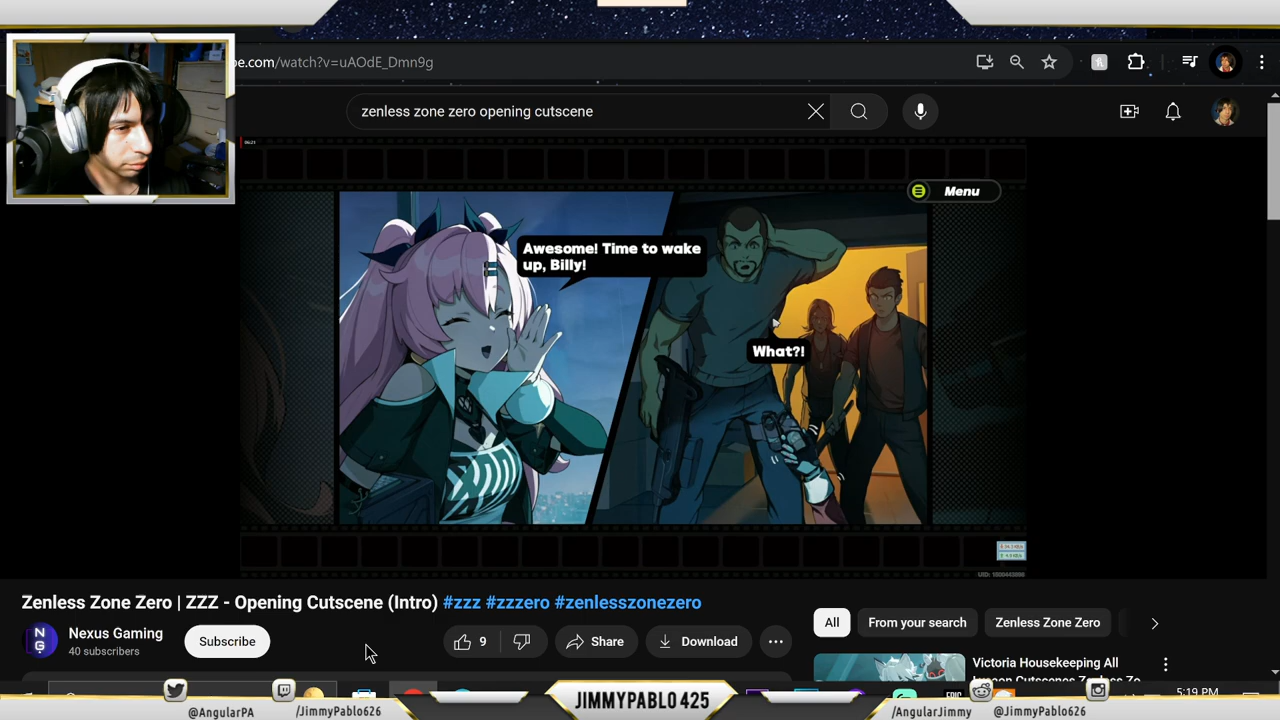 be.com/watch?v=uAOdE_Dmn9g
zenless zone zero opening cutscene
Menu
Awesome! Time to wake
up, Billy!
What?!
Zenless Zone Zero | ZZZ - Opening Cutscene (Intro) #zzz #zzzero #zenlesszonezero
NG
Nexus Gaming
40 subscribers
Subscribe
9
Share
Download
All
From your search
Zenless Zone Zero
Victoria Housekeeping All
5:19 PM
@AngularPA
/JimmyPablo626
JIMMYPABLO425
/AngularJimmy
@JimmyPablo626